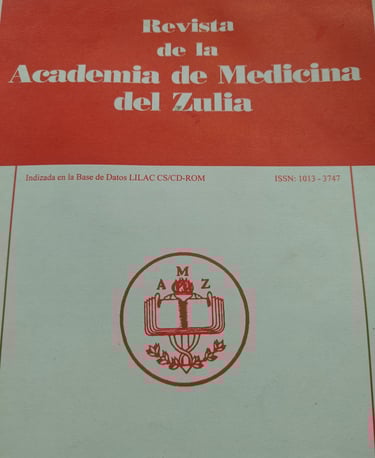 Revista
de la
Academia de Medicina
del Zulia
Indizada en la Base de Datos LILAC CS/CD-ROM ISSN: 1013-3747
M
A Z